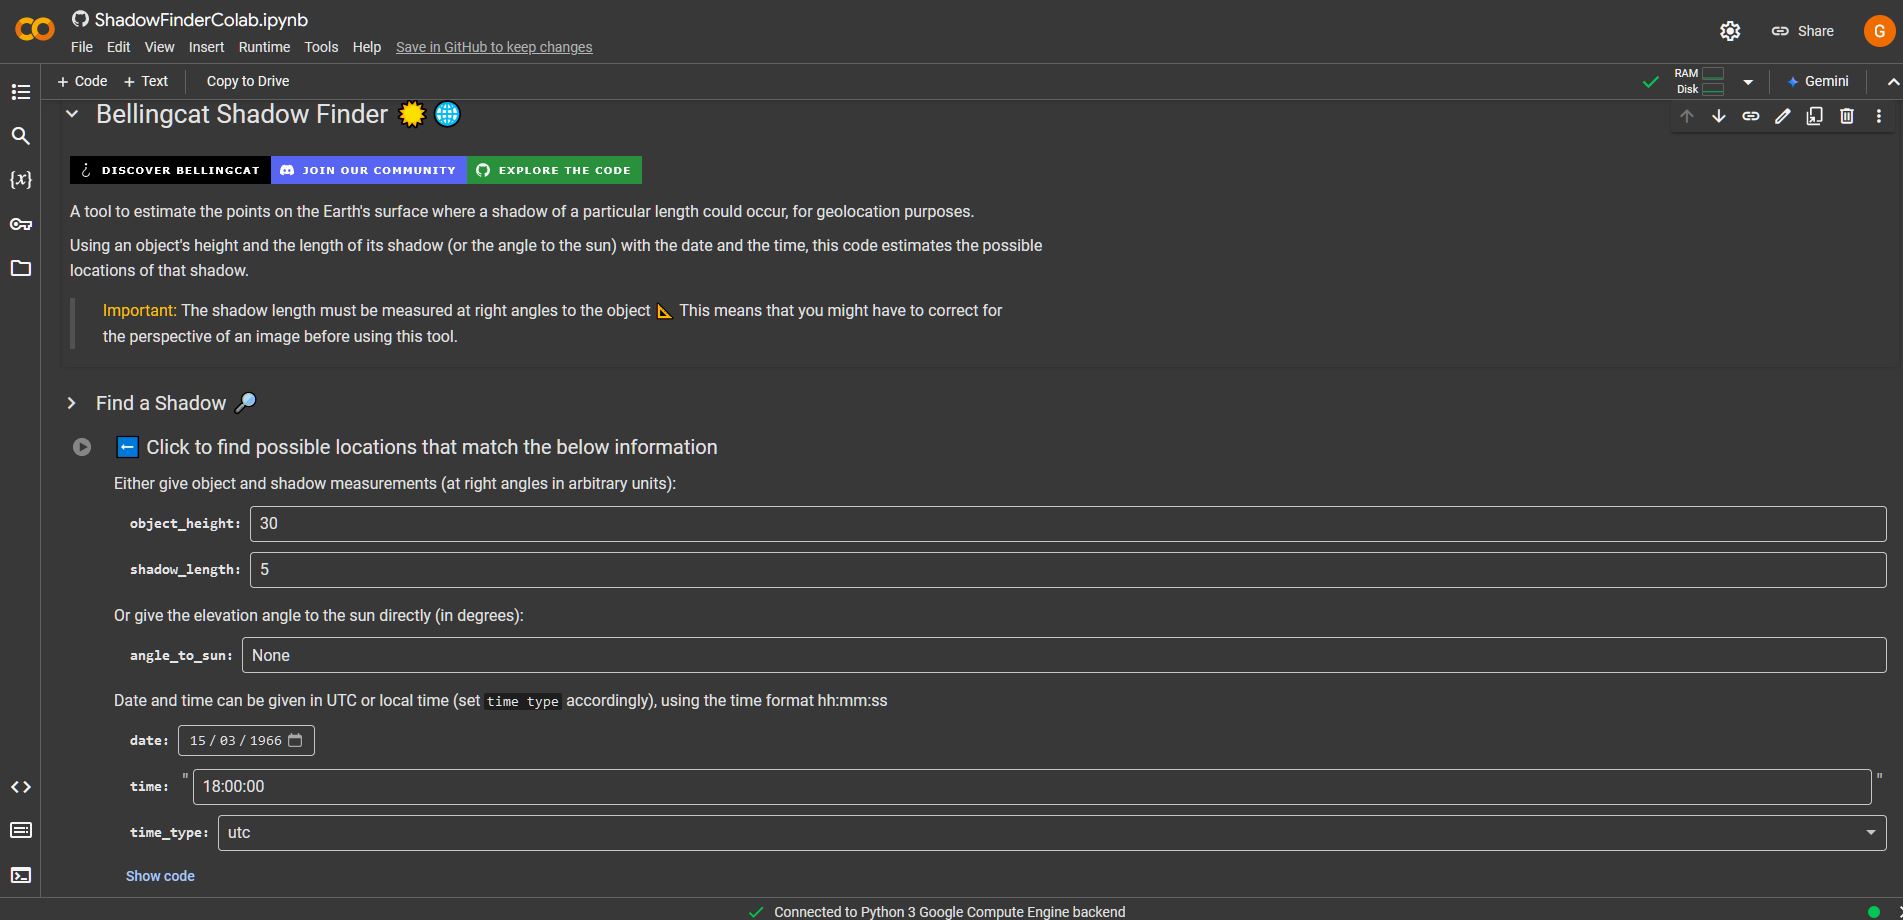 ShadowFinderColab.ipynb
File Edit View Insert Runtime Tools Help Save in GitHub to keep changes
Share
G
+ Code + Text Copy to Drive
RAM
Disk
Gemini
Bellingcat Shadow Finder
DISCOVER BELLINGCAT JOIN OUR COMMUNITY EXPLORE THE CODE
A tool to estimate the points on the Earth's surface where a shadow of a particular length could occur, for geolocation purposes.
Using an object's height and the length of its shadow (or the angle to the sun) with the date and the time, this code estimates the possible
locations of that shadow.
Important: The shadow length must be measured at right angles to the object 📐 This means that you might have to correct for
the perspective of an image before using this tool.
Find a Shadow 🔎
⬅ Click to find possible locations that match the below information
Either give object and shadow measurements (at right angles in arbitrary units):
object_height: 30
shadow_length: 5
Or give the elevation angle to the sun directly (in degrees):
angle_to_sun: None
Date and time can be given in UTC or local time (set time type accordingly), using the time format hh:mm:ss
date: 15/03/1966
time: " 18:00:00 "
time_type: utc
Show code
Connected to Python 3 Google Compute Engine backend